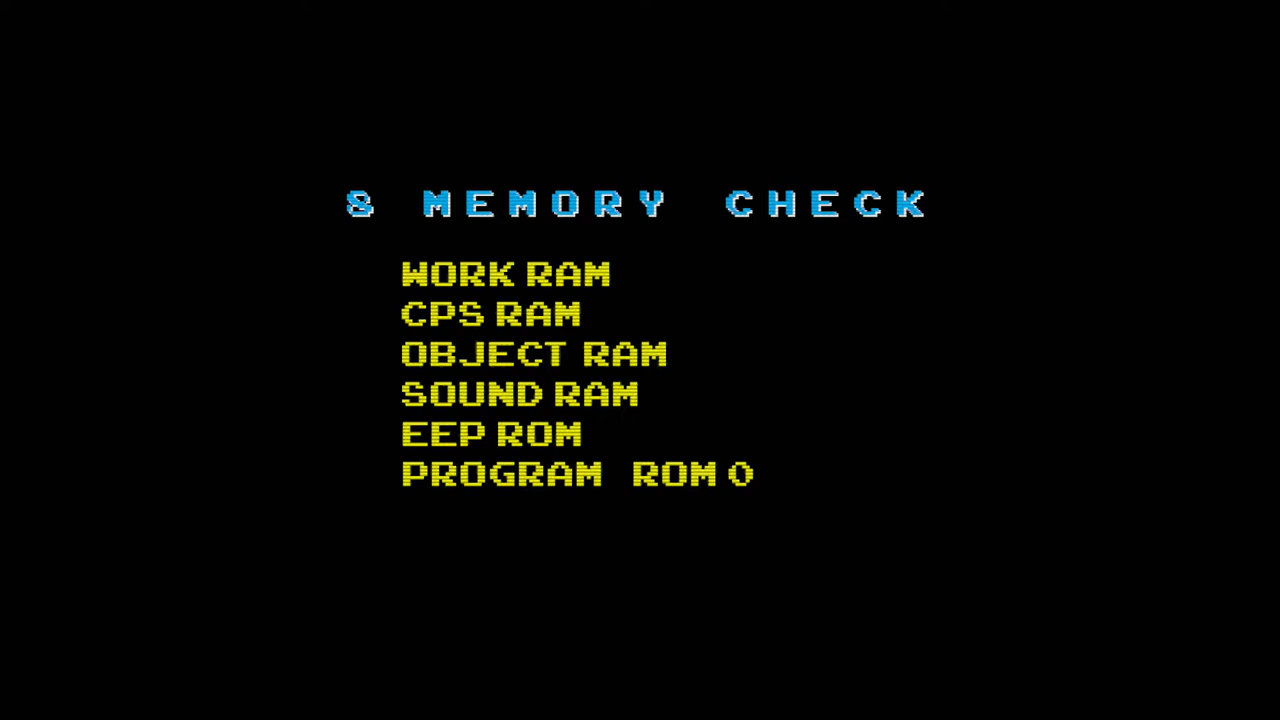 8 MEMORY CHECK
WORK RAM
CPS RAM
OBJECT RAM
SOUND RAM
EEP ROM
PROGRAM ROM 0